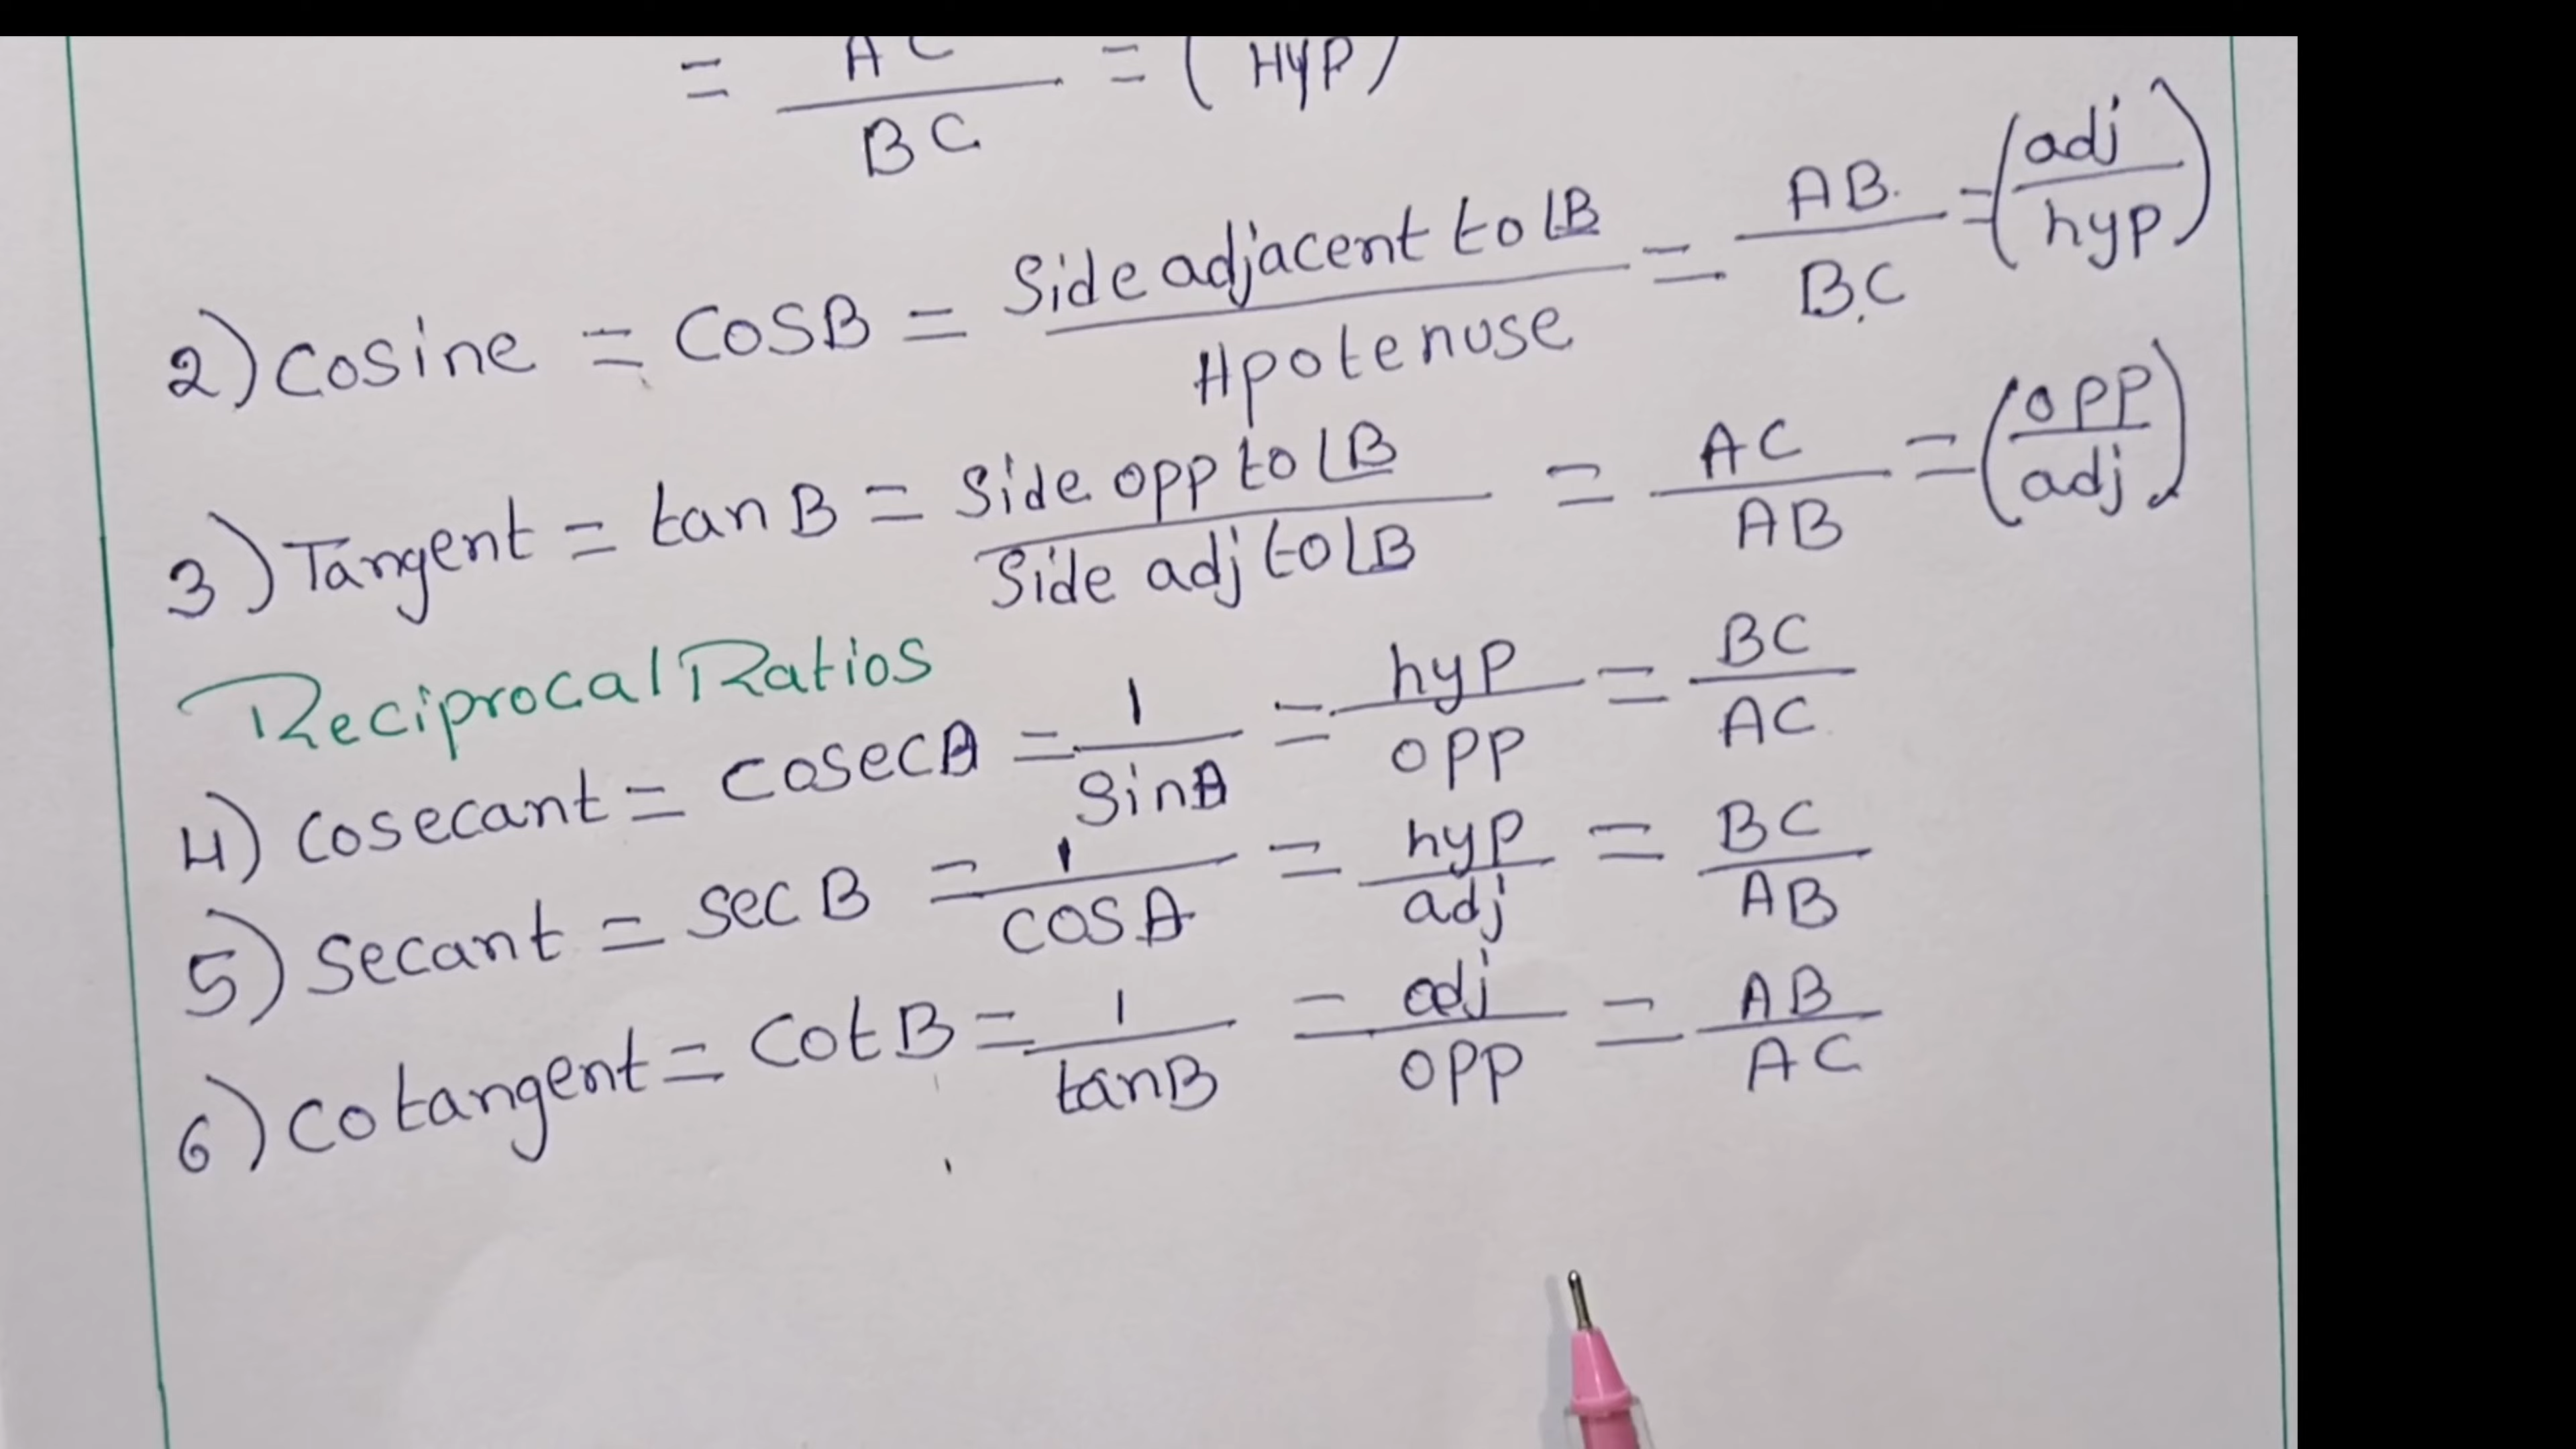 = AC / BC = ( HYP )
2) Cosine = COSB = Side adjacent to ∠B / Hpotenuse = AB / BC = (adj / hyp)
3) Tangent = tan B = Side opp to ∠B / Side adj to ∠B = AC / AB = (opp / adj)
Reciprocal Ratios
4) Cosecant = cosecA = 1 / SinA = hyp / opp = BC / AC
5) Secant = sec B = 1 / cosA = hyp / adj = BC / AB
6) Cotangent = Cot B = 1 / tanB = adj / opp = AB / AC